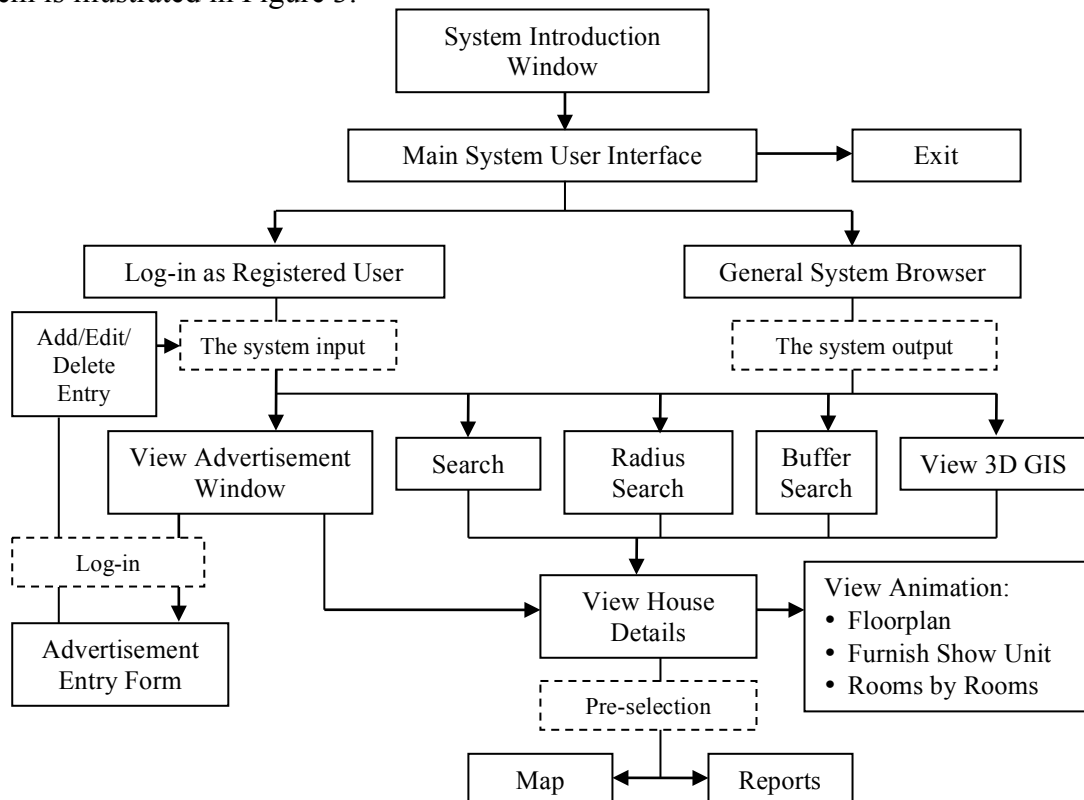 em is illustrated in Figure 3.
System Introduction
Window
Main System User Interface
Exit
Log-in as Registered User
General System Browser
Add/Edit/
Delete
Entry
The system input
The system output
View Advertisement
Window
Search
Radius
Search
Buffer
Search
View 3D GIS
Log-in
Advertisement
Entry Form
View House
Details
View Animation:
• Floorplan
• Furnish Show Unit
• Rooms by Rooms
Pre-selection
Map
Reports